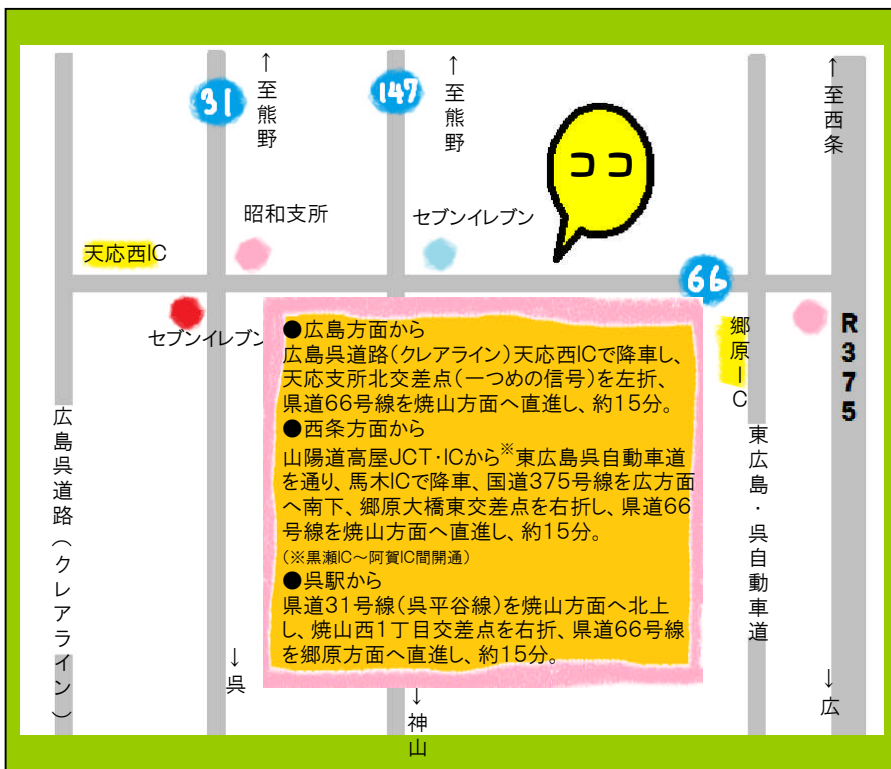 31
↑至熊野
147
↑至熊野
ココ
↑至西条
昭和支所
セブンイレブン
天応西IC
66
セブンイレブン
郷原IC
R375
●広島方面から
広島呉道路(クレアライン)天応西ICで降車し、
天応支所北交差点(一つめの信号)を左折、
県道66号線を焼山方面へ直進し、約15分。
●西条方面から
山陽道高屋JCT・ICから※東広島呉自動車道
を通り、馬木ICで降車、国道375号線を広方面
へ南下、郷原大橋東交差点を右折し、県道66
号線を焼山方面へ直進し、約15分。
(※黒瀬IC~阿賀IC間開通)
●呉駅から
県道31号線(呉平谷線)を焼山方面へ北上
し、焼山西1丁目交差点を右折、県道66号線
を郷原方面へ直進し、約15分。
広島呉道路(クレアライン)
東広島・呉自動車道
↓呉
↓神山
↓広